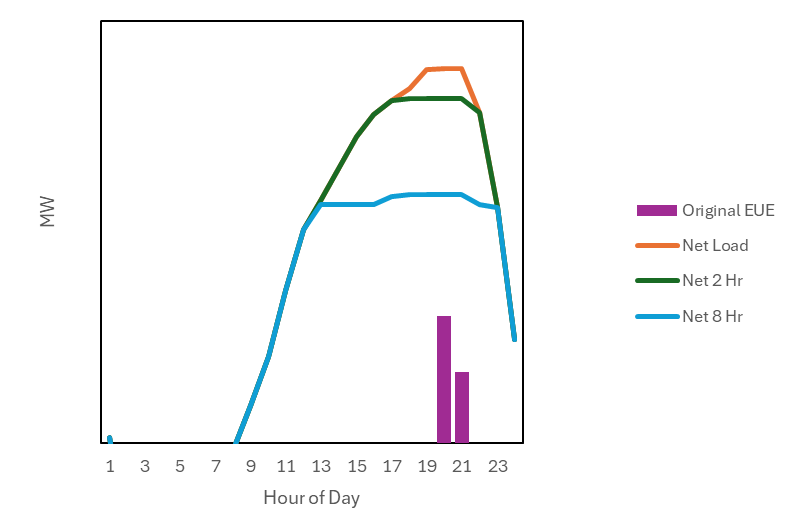 MW
Original EUE
Net Load
Net 2 Hr
Net 8 Hr
1 3 5 7 9 11 13 15 17 19 21 23
Hour of Day